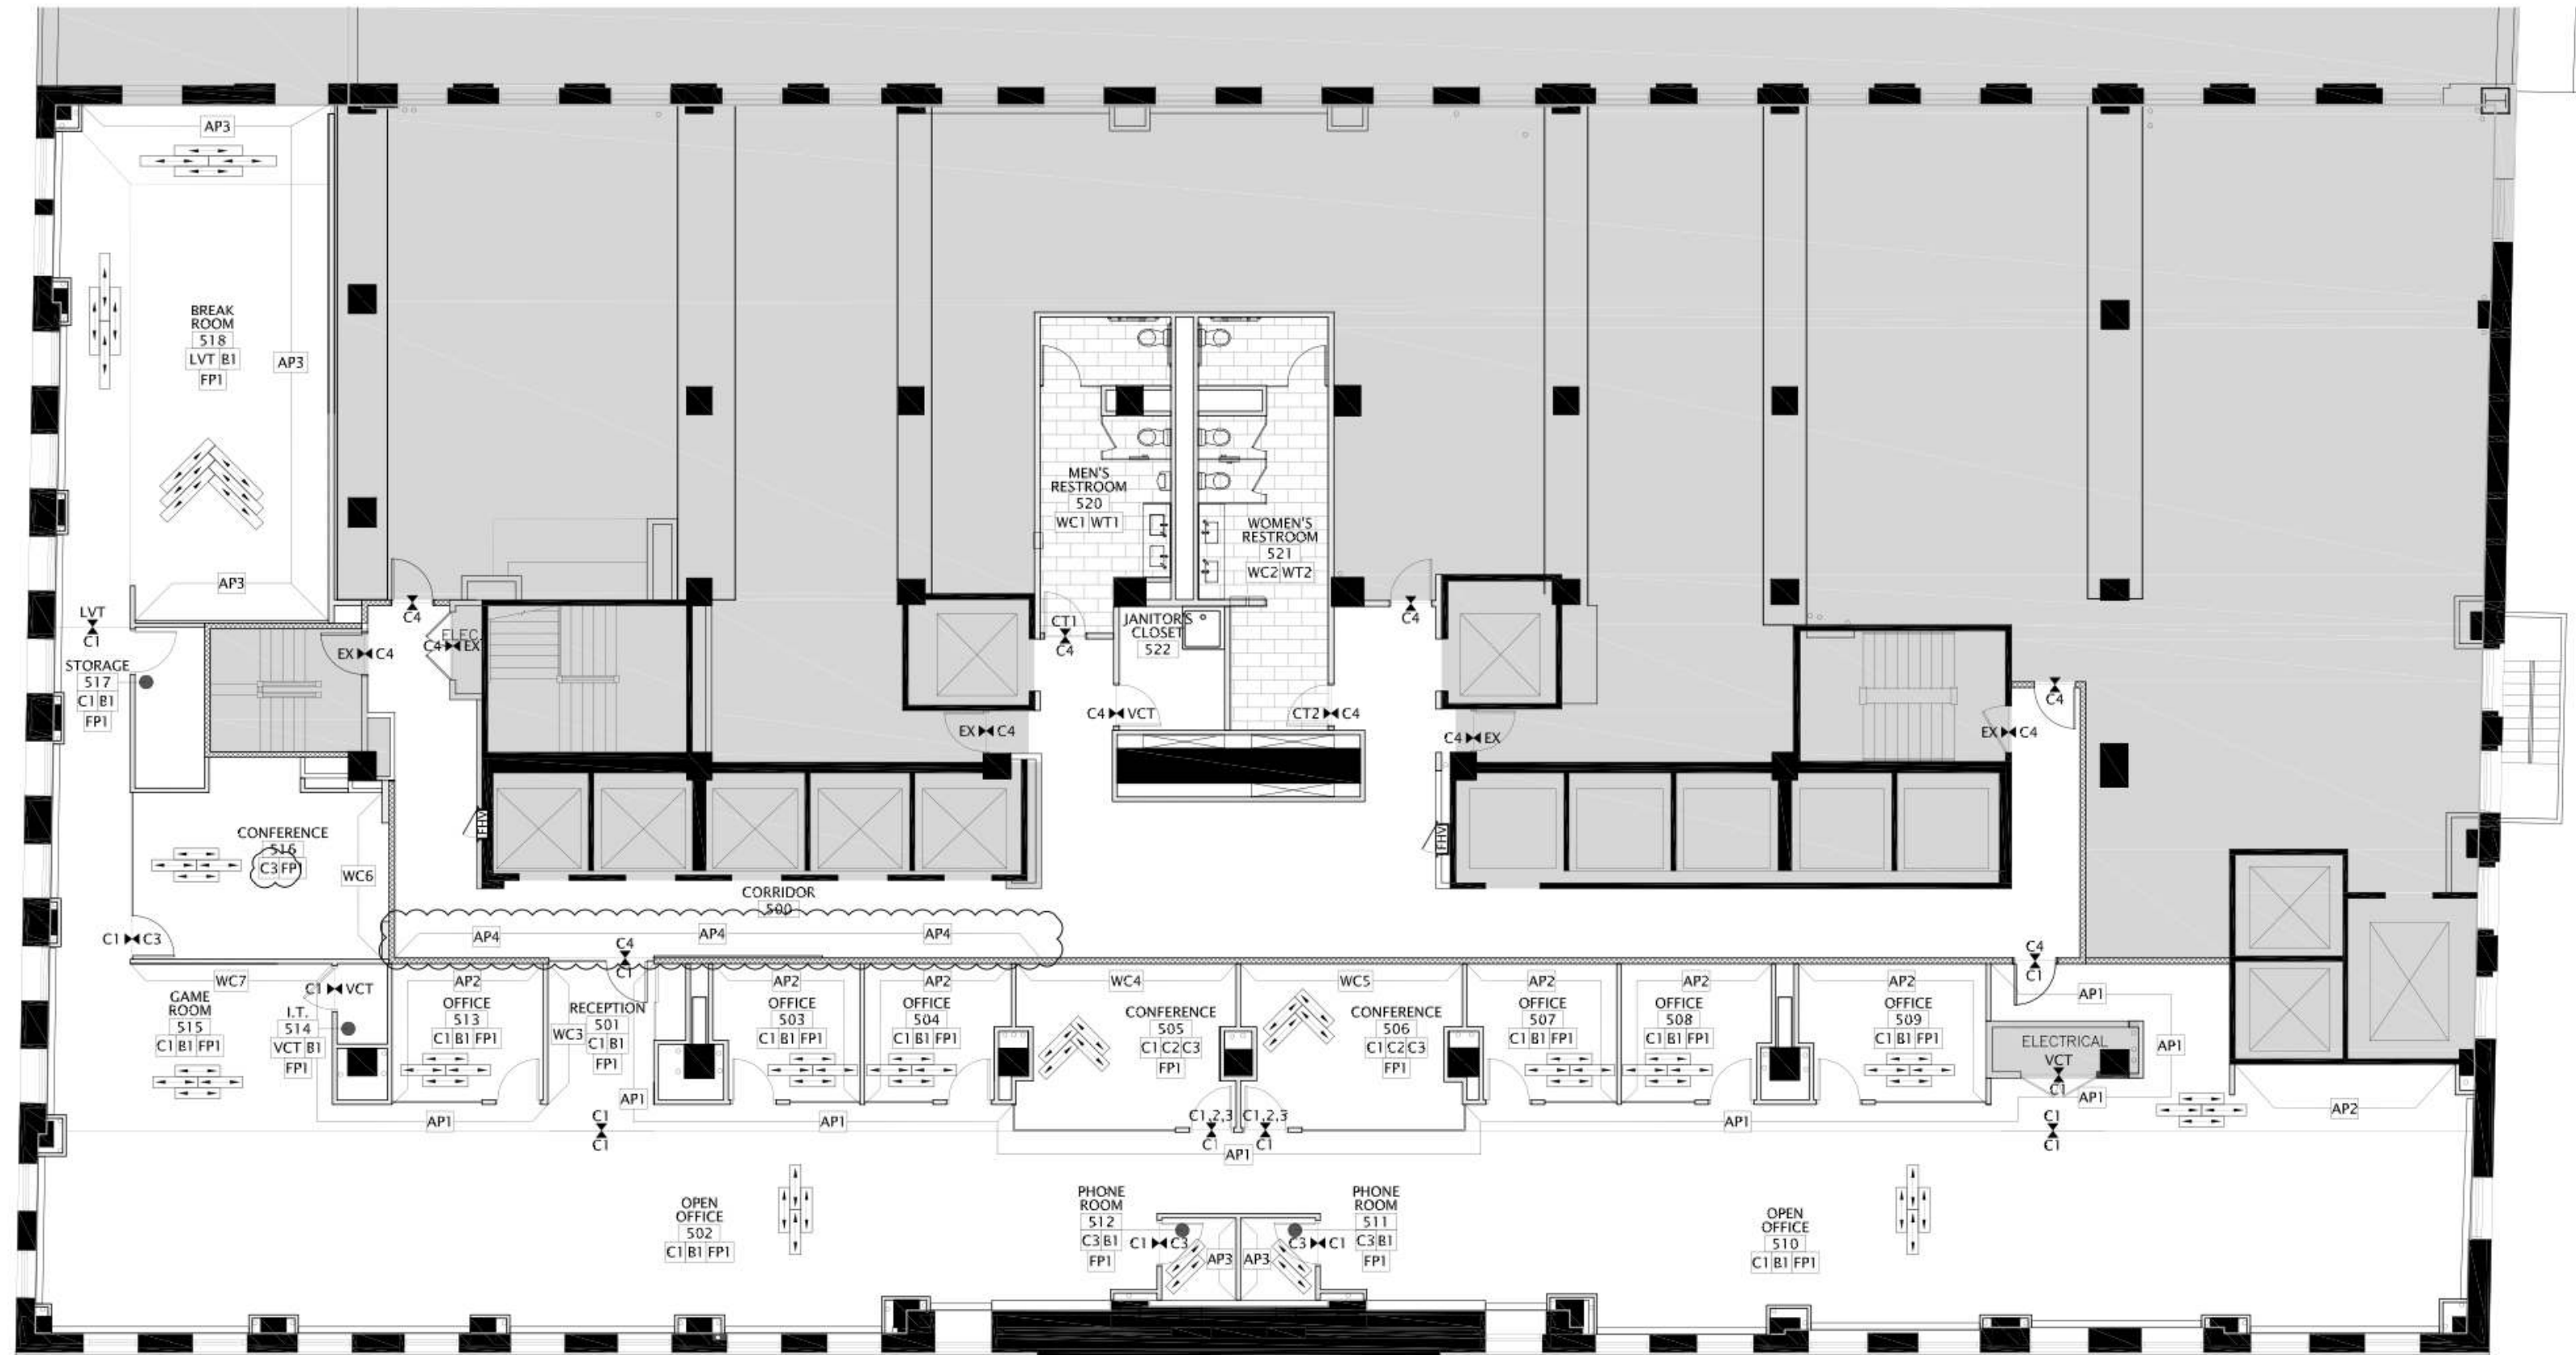 AP3
BREAK
ROOM
518
LVT B1
FP1
AP3
AP3
MEN'S
RESTROOM
520
WC1 WT1
WOMEN'S
RESTROOM
521
WC2 WT2
LVT
C1
C4
ELEC.
C4 EX
EX C4
CT1
C4
JANITOR'S
CLOSET
522
C4
STORAGE
517
C1 B1
FP1
C4
C4 VCT
CT2 C4
EX C4
C4 EX
EX C4
FHV
FHV
CONFERENCE
516
C3 FP1
WC6
CORRIDOR
500
AP4
AP4
AP4
C1 C3
C4
C1
C4
C1
WC7
GAME
ROOM
515
C1 B1 FP1
C1 VCT
I.T.
514
VCT B1
FP1
AP2
OFFICE
513
C1 B1 FP1
WC3
RECEPTION
501
C1 B1
FP1
AP2
OFFICE
503
C1 B1 FP1
AP2
OFFICE
504
C1 B1 FP1
WC4
CONFERENCE
505
C1 C2 C3
FP1
WC5
CONFERENCE
506
C1 C2 C3
FP1
AP2
OFFICE
507
C1 B1 FP1
AP2
OFFICE
508
C1 B1 FP1
AP2
OFFICE
509
C1 B1 FP1
AP1
ELECTRICAL
VCT
C1
AP1
AP1
AP2
AP1
AP1
C1
C1
AP1
C1,2,3
C1
C1,2,3
C1
AP1
AP1
C1
C1
OPEN
OFFICE
502
C1 B1 FP1
PHONE
ROOM
512
C3 B1
FP1
C1 C3
AP3
AP3
C3 C1
PHONE
ROOM
511
C3 B1
FP1
OPEN
OFFICE
510
C1 B1 FP1